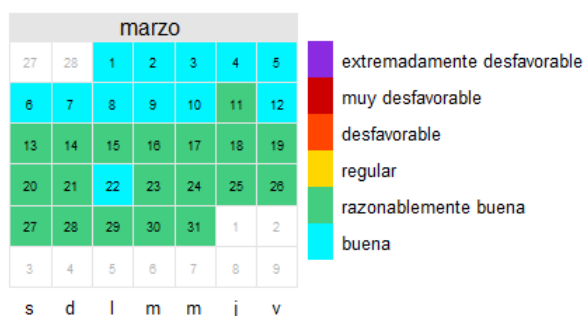 marzo
27 28 1 2 3 4 5
6 7 8 9 10 11 12
13 14 15 16 17 18 19
20 21 22 23 24 25 26
27 28 29 30 31 1 2
3 4 5 6 7 8 9
s d l m m j v
extremadamente desfavorable
muy desfavorable
desfavorable
regular
razonablemente buena
buena